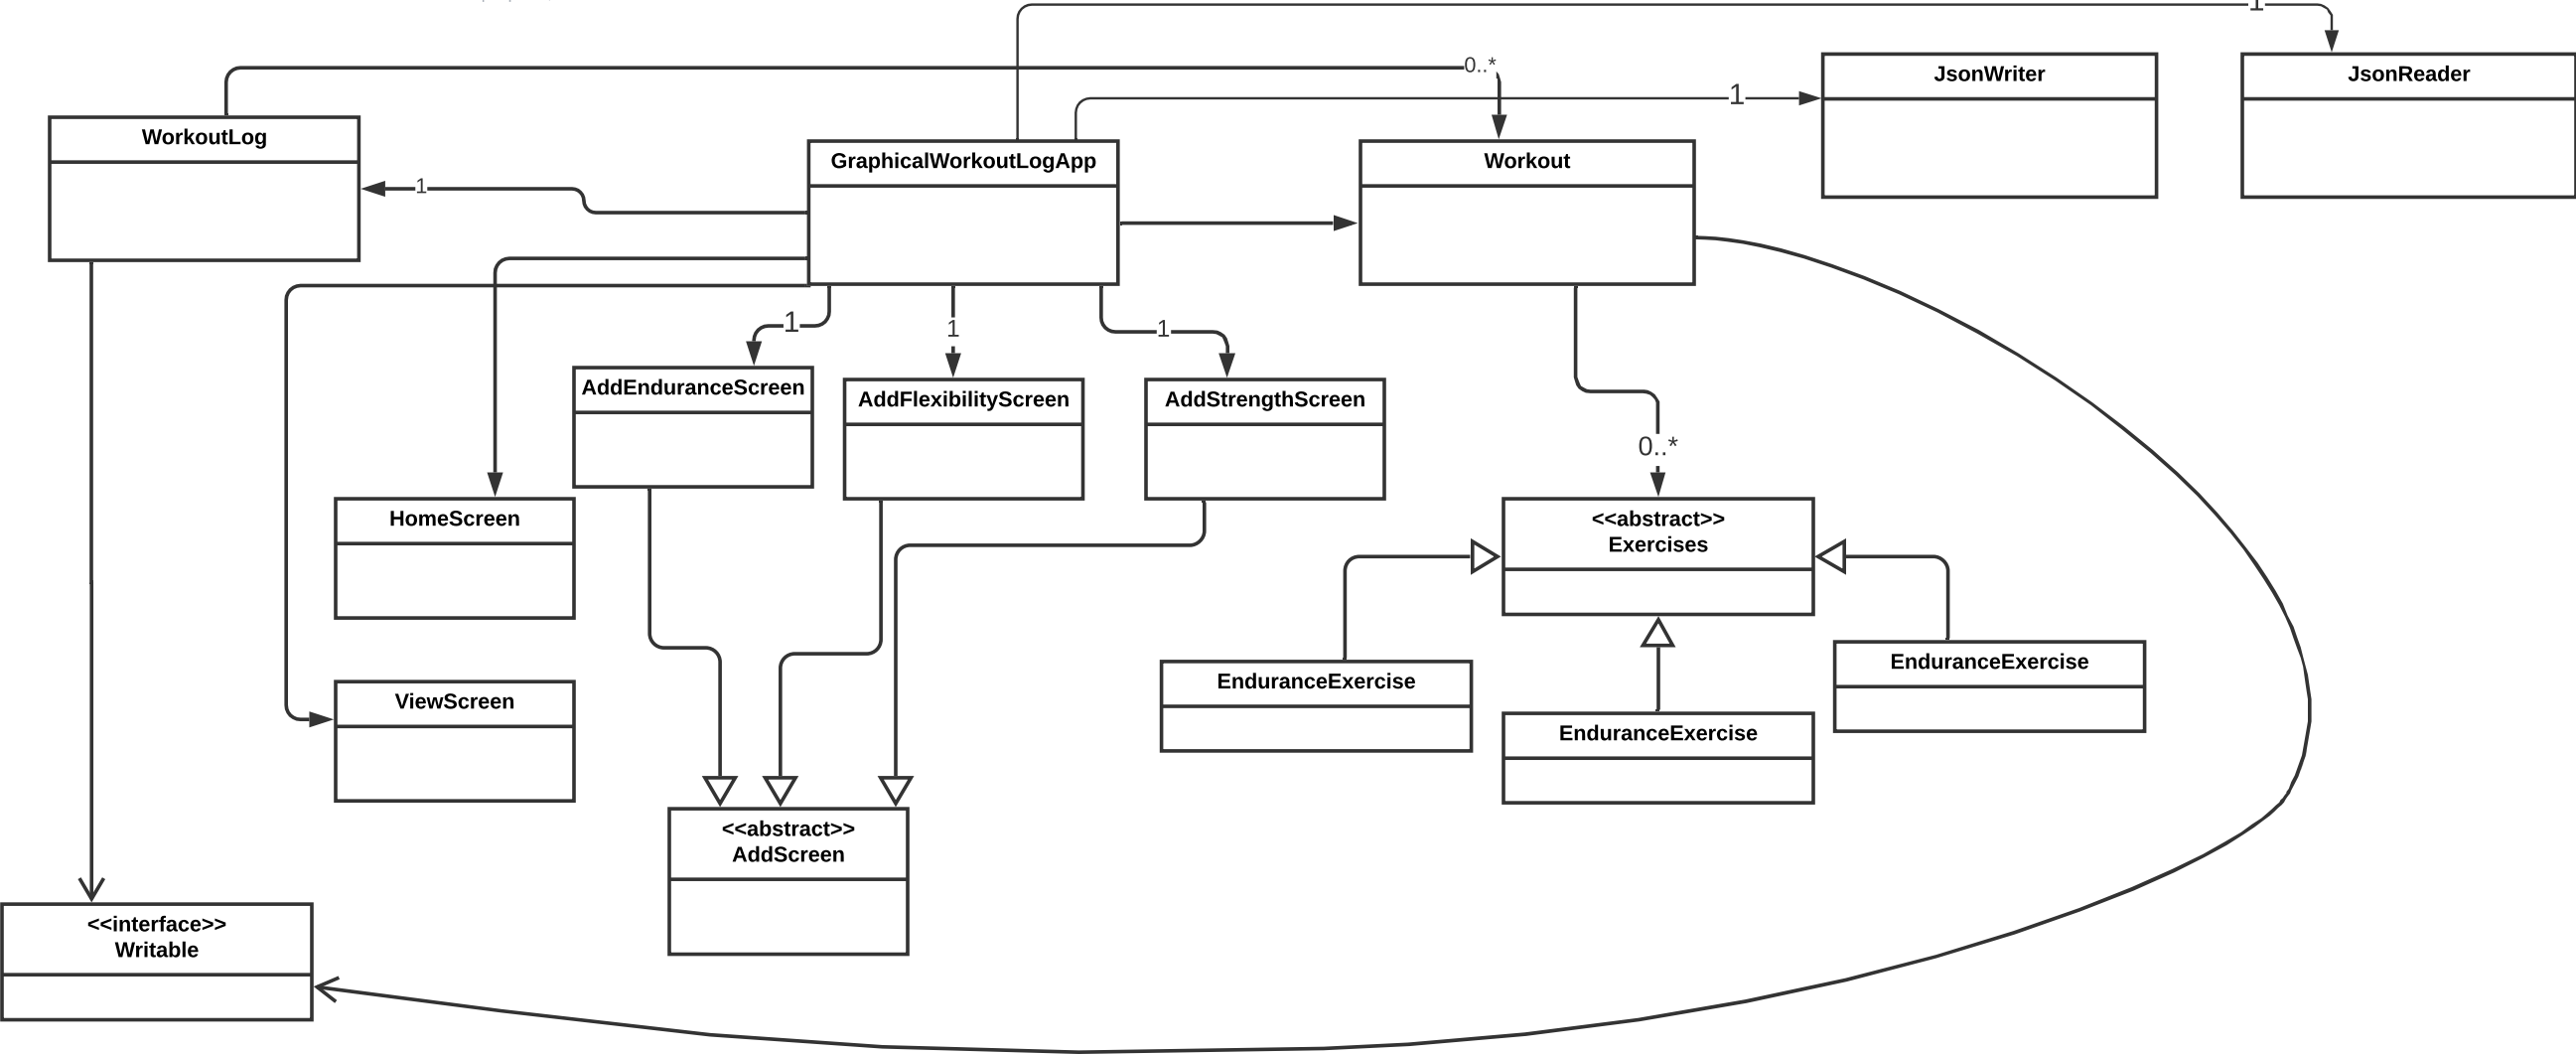 1
0..*
JsonWriter
JsonReader
1
WorkoutLog
GraphicalWorkoutLogApp
Workout
1
1
1
1
AddEnduranceScreen
AddFlexibilityScreen
AddStrengthScreen
0..*
HomeScreen
<<abstract>>
Exercises
EnduranceExercise
EnduranceExercise
ViewScreen
EnduranceExercise
<<abstract>>
AddScreen
<<interface>>
Writable